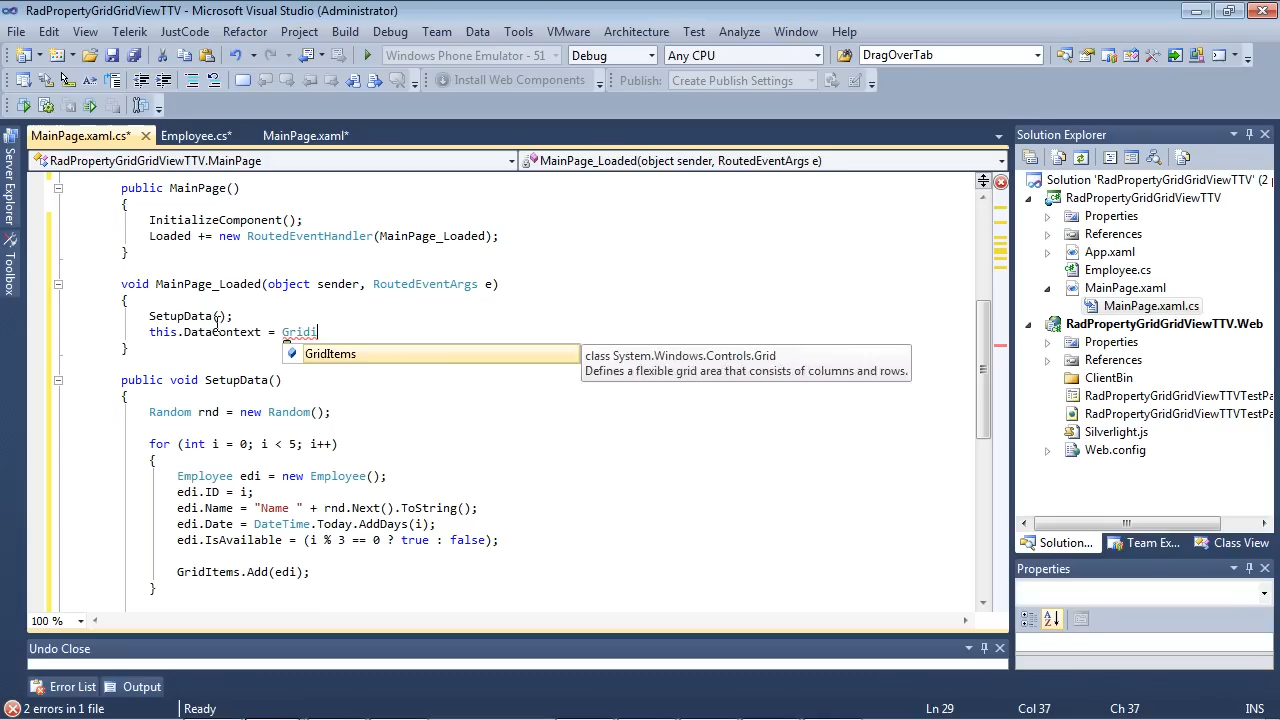 RadPropertyGridGridViewTTV - Microsoft Visual Studio (Administrator)
File Edit View Telerik JustCode Refactor Project Build Debug Team Data Tools VMware Architecture Test Analyze Window Help
Windows Phone Emulator - 51 Debug Any CPU DragOverTab
Install Web Components Publish: Create Publish Settings
MainPage.xaml.cs* Employee.cs* MainPage.xaml*
RadPropertyGridGridViewTTV.MainPage MainPage_Loaded(object sender, RoutedEventArgs e)
public MainPage()
{
InitializeComponent();
Loaded += new RoutedEventHandler(MainPage_Loaded);
}
void MainPage_Loaded(object sender, RoutedEventArgs e)
{
SetupData();
this.DataContext = Gridi
}
GridItems
class System.Windows.Controls.Grid
Defines a flexible grid area that consists of columns and rows.
public void SetupData()
{
Random rnd = new Random();
for (int i = 0; i < 5; i++)
{
Employee edi = new Employee();
edi.ID = i;
edi.Name = "Name " + rnd.Next().ToString();
edi.Date = DateTime.Today.AddDays(i);
edi.IsAvailable = (i % 3 == 0 ? true : false);
GridItems.Add(edi);
}
100 %
Server Explorer
Toolbox
Solution Explorer
Solution 'RadPropertyGridGridViewTTV' (2 p
RadPropertyGridGridViewTTV
Properties
References
App.xaml
Employee.cs
MainPage.xaml
MainPage.xaml.cs
RadPropertyGridGridViewTTV.Web
Properties
References
ClientBin
RadPropertyGridGridViewTTVTestPa
RadPropertyGridGridViewTTVTestPa
Silverlight.js
Web.config
Solution... Team Ex... Class View
Properties
Undo Close
Error List Output
2 errors in 1 file Ready Ln 29 Col 37 Ch 37 INS